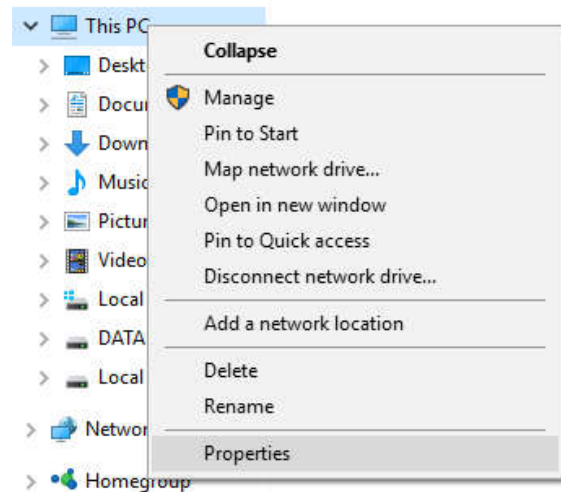 This PC
Collapse
Deskt
Manage
Docu
Pin to Start
Down
Map network drive...
Music
Open in new window
Pictur
Pin to Quick access
Video
Disconnect network drive...
Local
Add a network location
DATA
Local
Delete
Rename
Networ
Properties
Homegroup